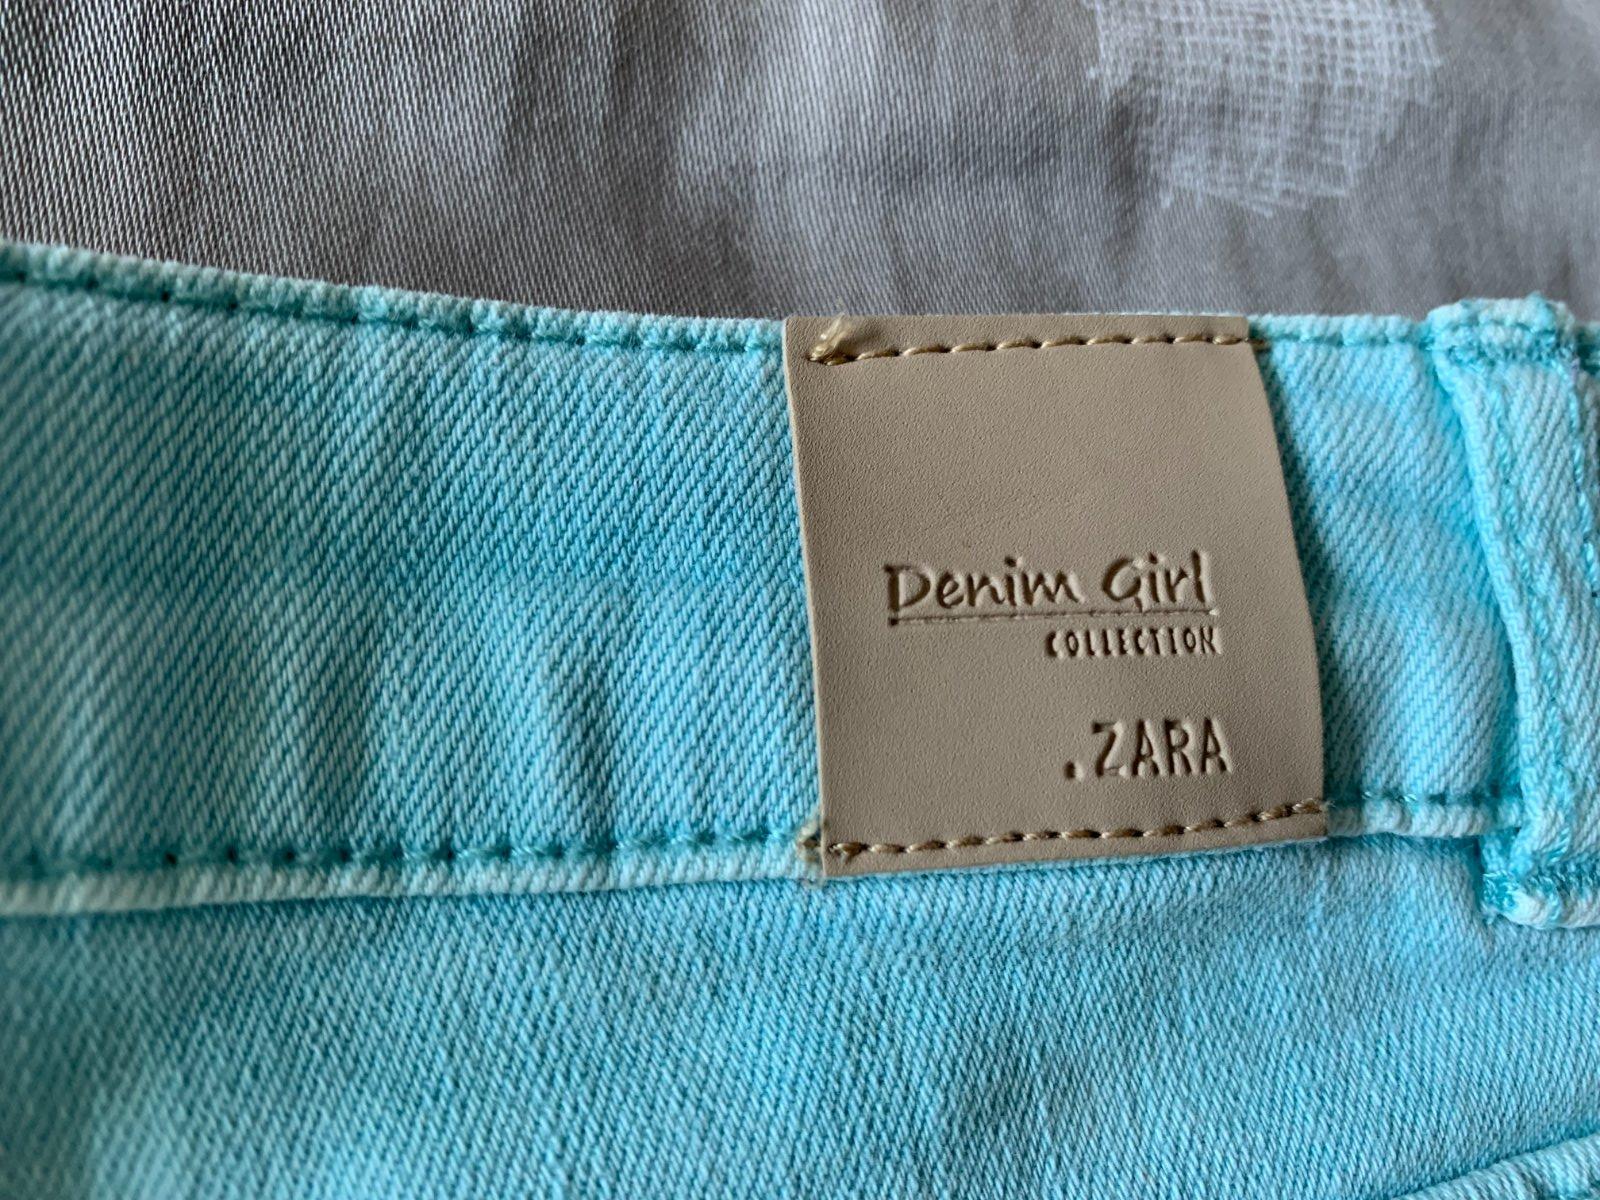 Denim Girl
COLLECTION
.ZARA